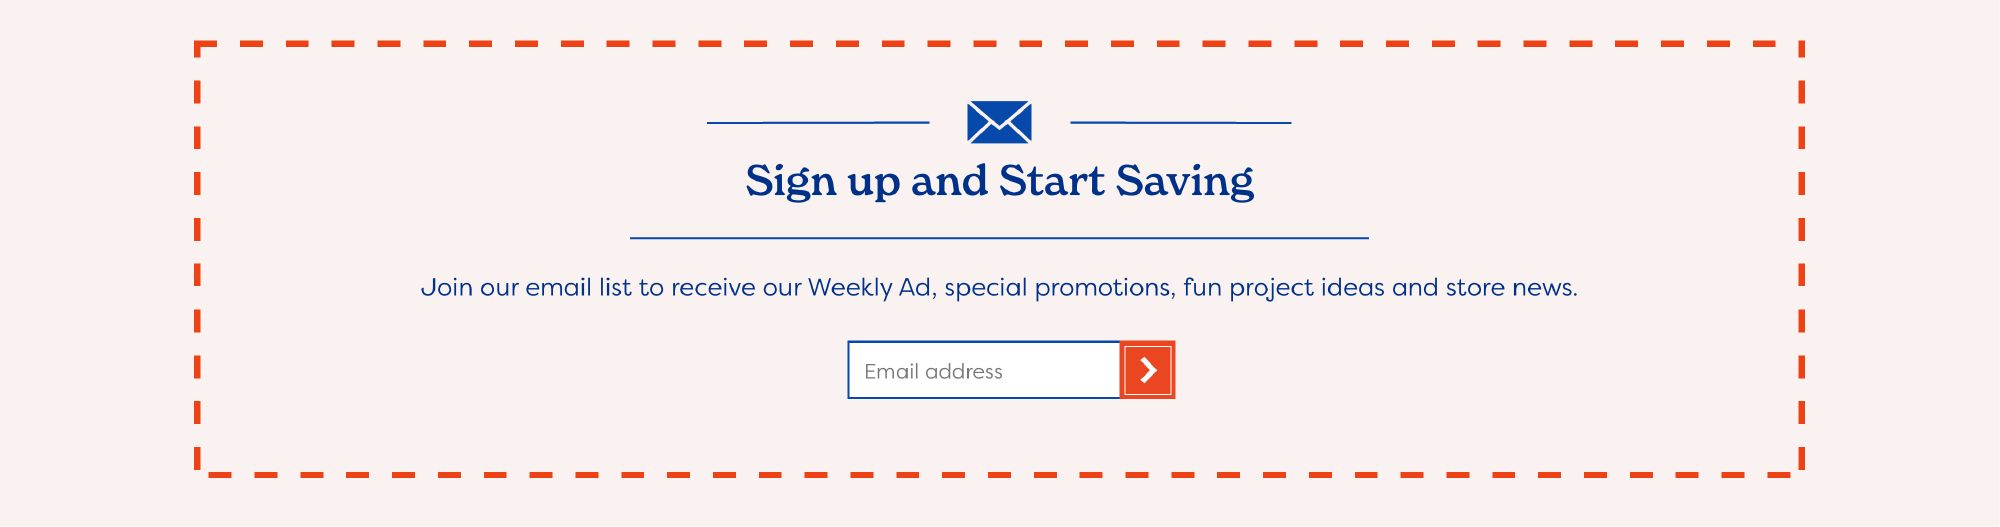 Sign up and Start Saving
Join our email list to receive our Weekly Ad, special promotions, fun project ideas and store news.
Email address